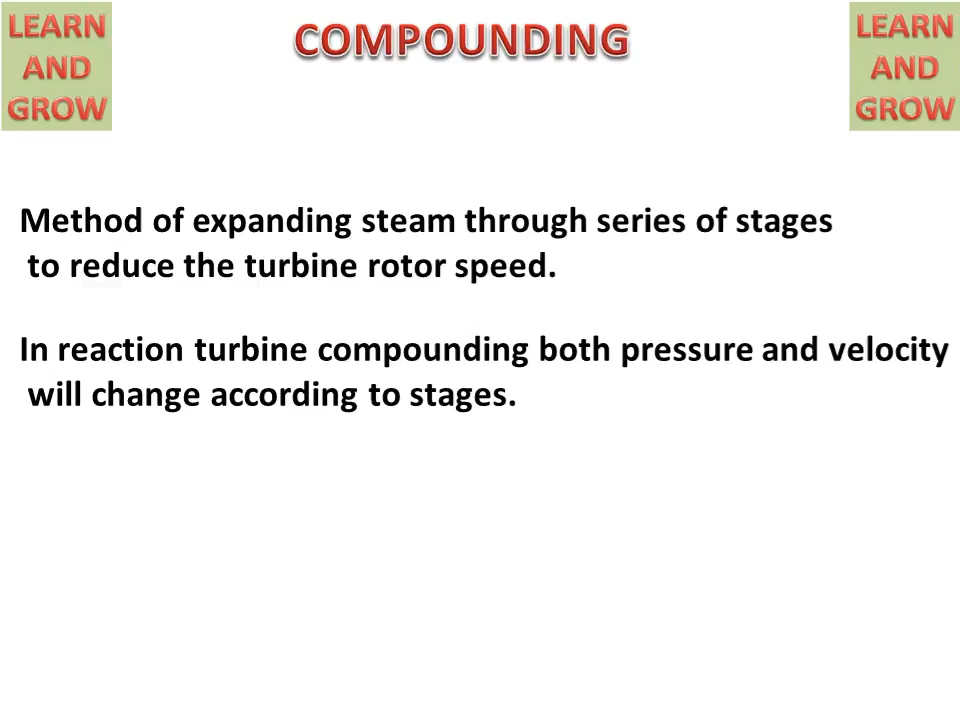 LEARN
AND
GROW
COMPOUNDING
LEARN
AND
GROW
Method of expanding steam through series of stages
to reduce the turbine rotor speed.
In reaction turbine compounding both pressure and velocity
will change according to stages.